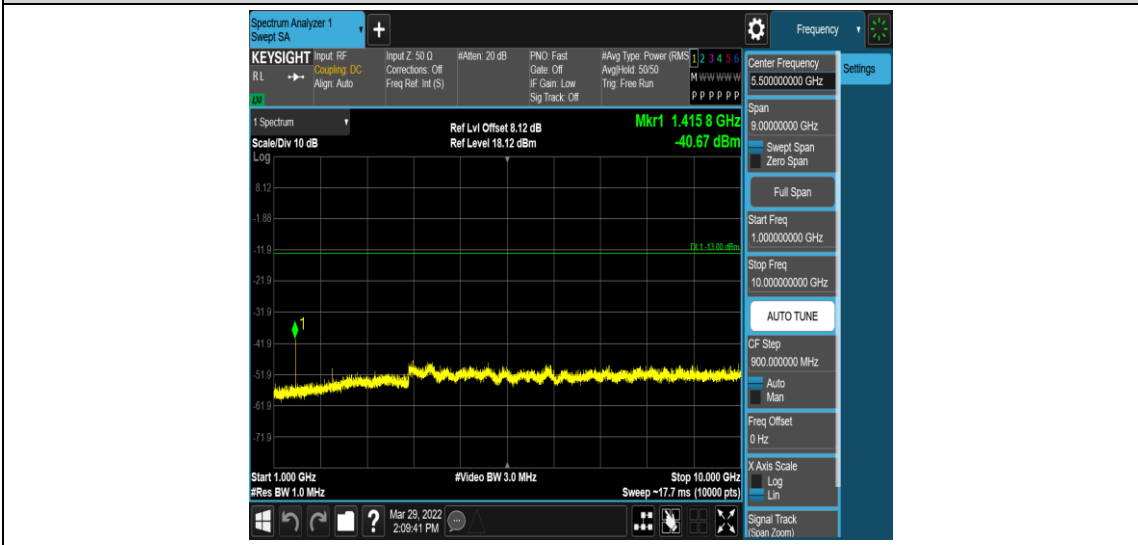 Spectrum Analyzer 1
Swept SA
+
Frequency
KEYSIGHT
Input: RF
Coupling: DC
Align: Auto
Input Z: 50 Ω
Corrections: Off
Freq Ref: Int (S)
#Atten: 20 dB
PNO: Fast
Gate: Off
IF Gain: Low
Sig Track: Off
#Avg Type: Power (RMS
Avg|Hold: 50/50
Trig: Free Run
1 2 3 4 5 6
M W W W W W
P P P P P P
R L
LXI
1 Spectrum
Scale/Div 10 dB
Log
Ref Lvl Offset 8.12 dB
Ref Level 18.12 dBm
Mkr1 1.415 8 GHz
-40.67 dBm
8.12
-1.88
-11.9
DL1 -13.00 dBm
-21.9
-31.9
1
-41.9
-51.9
-61.9
-71.9
Start 1.000 GHz
#Video BW 3.0 MHz
Stop 10.000 GHz
#Res BW 1.0 MHz
Sweep ~17.7 ms (10000 pts)
?
Mar 29, 2022
2:09:41 PM
Center Frequency
5.500000000 GHz
Settings
Span
9.00000000 GHz
Swept Span
Zero Span
Full Span
Start Freq
1.000000000 GHz
Stop Freq
10.000000000 GHz
AUTO TUNE
CF Step
900.000000 MHz
Auto
Man
Freq Offset
0 Hz
X Axis Scale
Log
Lin
Signal Track
(Span Zoom)